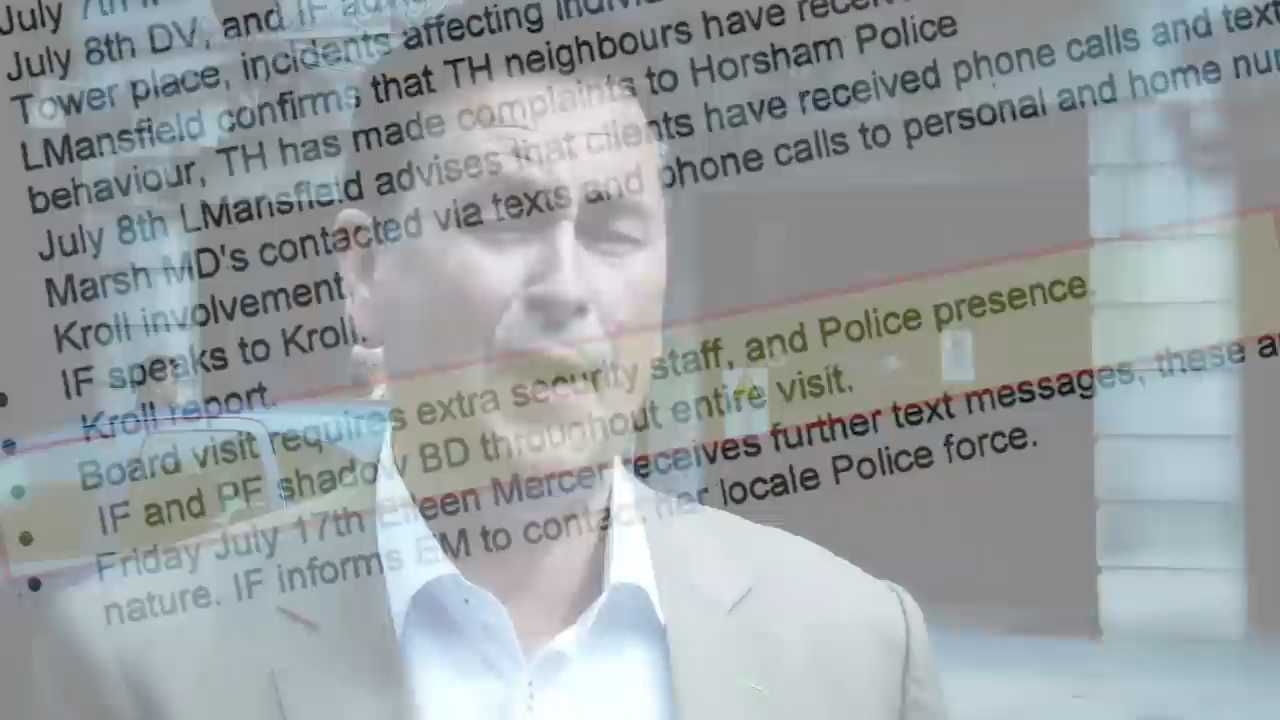 July 7th
July 8th DV, and IF
Tower place, incidents affecting
LMansfield confirms that TH neighbours have
behaviour, TH has made complaints to Horsham Police
July 8th LMansfield advises that clients have received phone calls and text
Marsh MD's contacted via texts and phone calls to personal and home
Kroll involvement.
IF speaks to Kroll.
Kroll report.
Board visit requires extra security staff, and Police presence.
IF and PF shadow BD throughout entire visit.
Friday July 17th Eileen Mercer receives further text messages, these
nature. IF informs EM to contact her locale Police force.